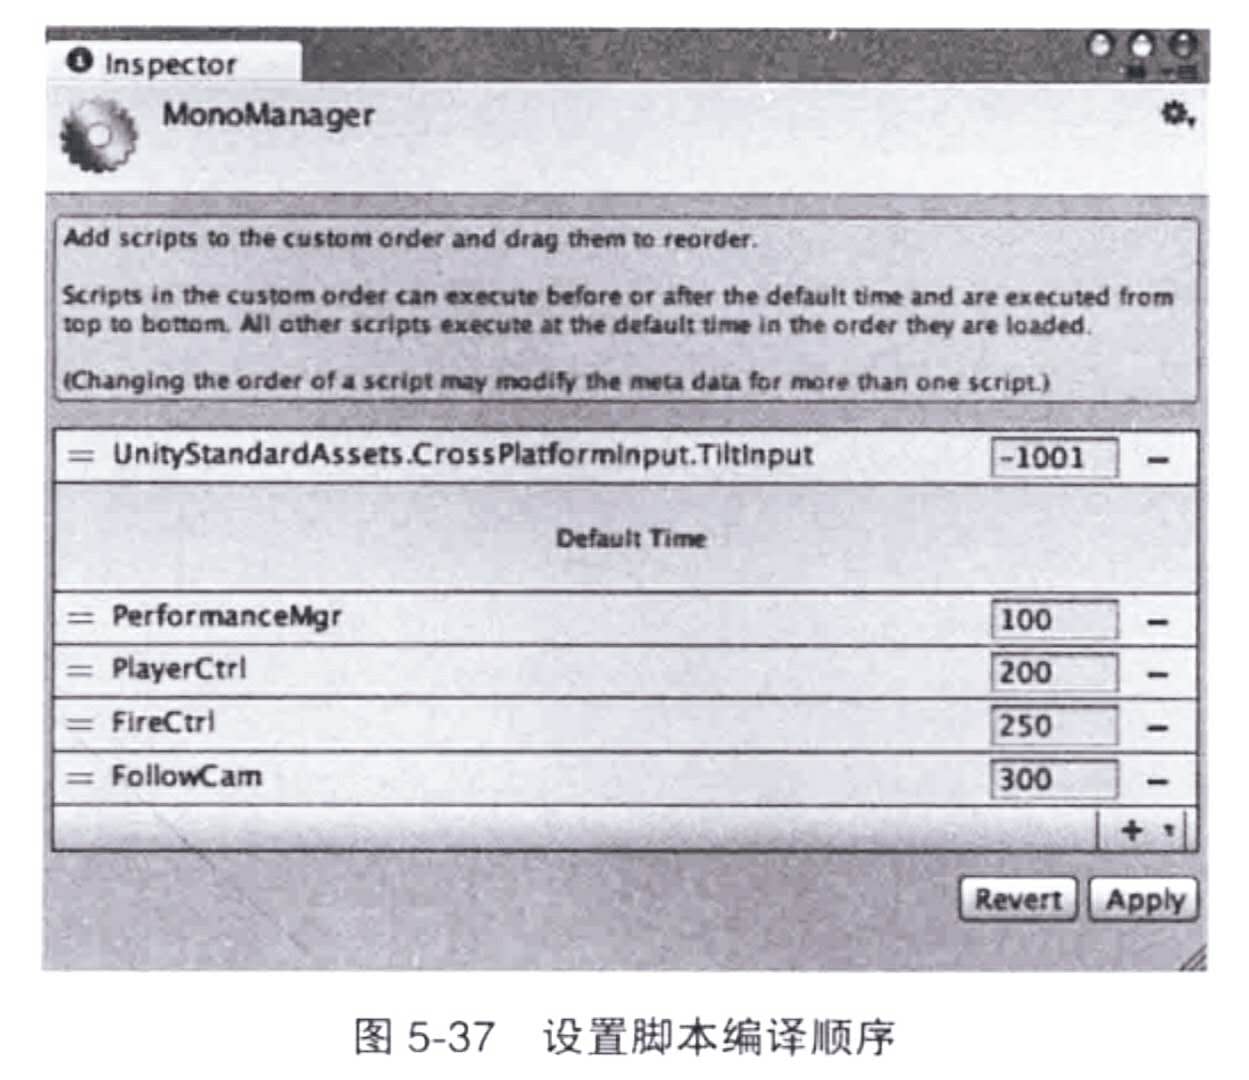 Inspector
MonoManager
Add scripts to the custom order and drag them to reorder.
Scripts in the custom order can execute before or after the default time and are executed from
top to bottom. All other scripts execute at the default time in the order they are loaded.
(Changing the order of a script may modify the meta data for more than one script.)
UnityStandardAssets.CrossPlatformInput.TiltInput -1001
Default Time
PerformanceMgr 100
PlayerCtrl 200
FireCtrl 250
FollowCam 300
Revert Apply
图 5-37 设置脚本编译顺序